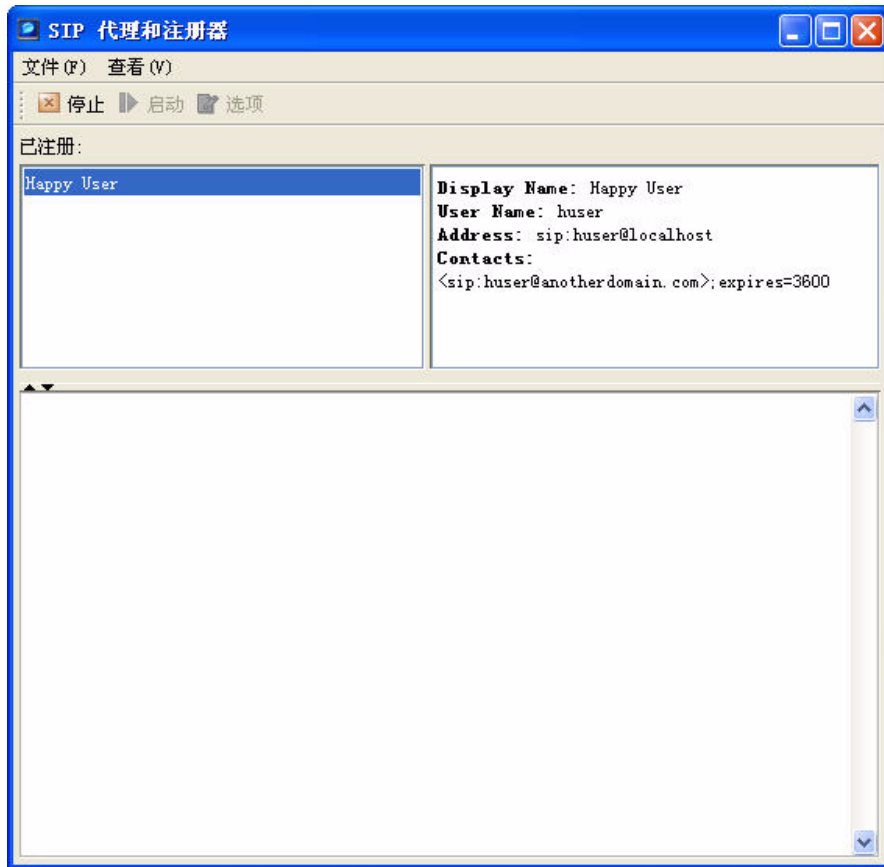 SIP 代理和注册器
文件(F) 查看(V)
停止 启动 选项
已注册:
Happy User
Display Name: Happy User
User Name: huser
Address: sip:huser@localhost
Contacts:
<sip:huser@anotherdomain.com>;expires=3600